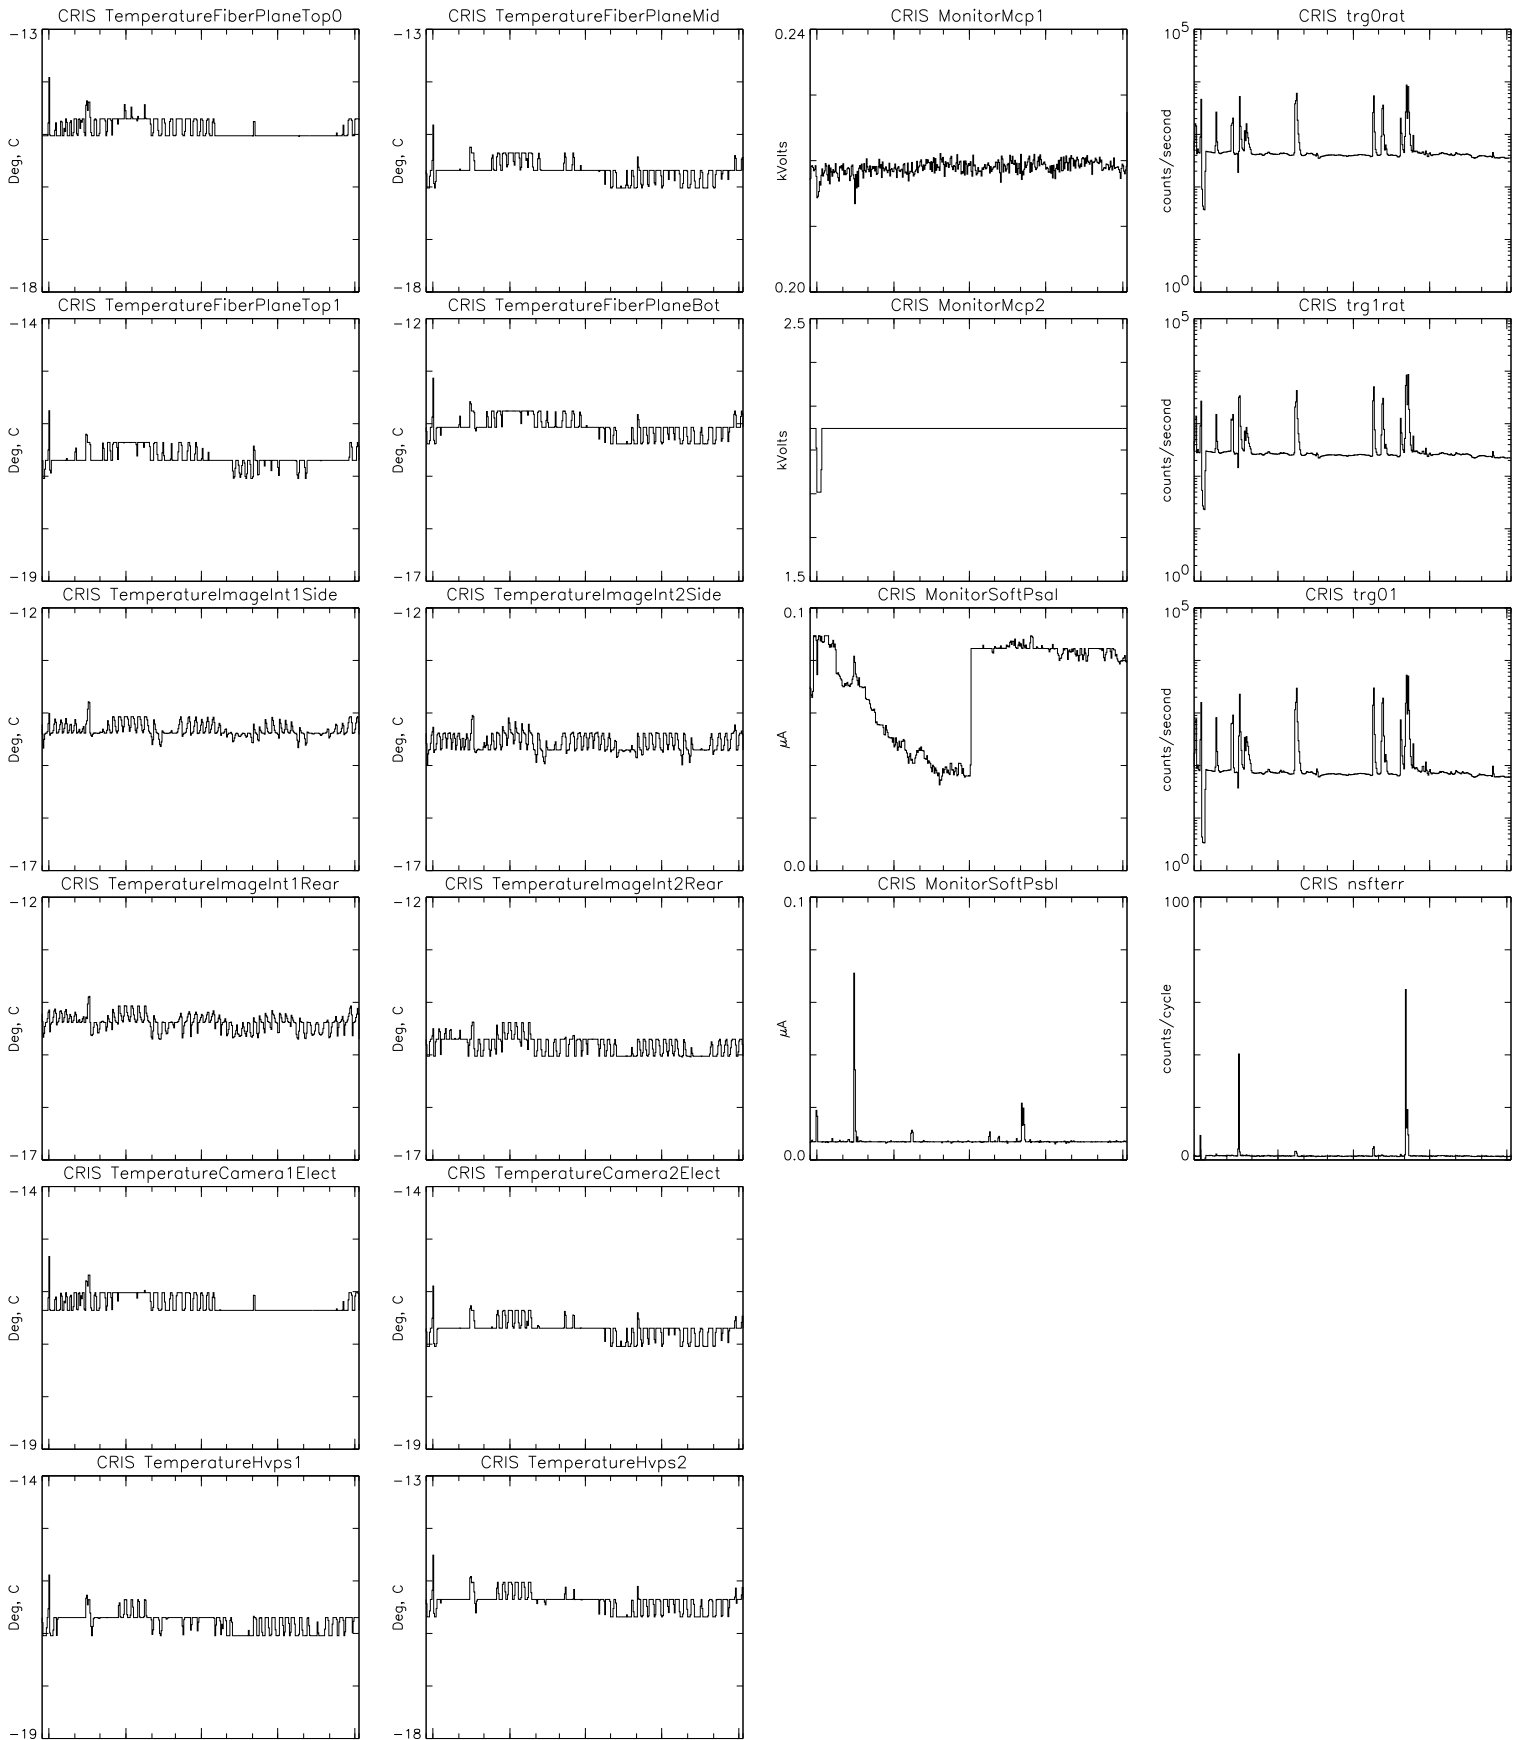 CRIS TemperatureFiberPlaneTop0
−13
Deg, C
−18
CRIS TemperatureFiberPlaneMid
−13
Deg, C
−18
CRIS MonitorMcp1
0.24
kVolts
0.20
CRIS trg0rat
10^5
counts/second
10^0
CRIS TemperatureFiberPlaneTop1
−14
Deg, C
−19
CRIS TemperatureFiberPlaneBot
−12
Deg, C
−17
CRIS MonitorMcp2
2.5
kVolts
1.5
CRIS trg1rat
10^5
counts/second
10^0
CRIS TemperatureImageInt1Side
−12
Deg, C
−17
CRIS TemperatureImageInt2Side
−12
Deg, C
−17
CRIS MonitorSoftPsaI
0.1
μA
0.0
CRIS trg01
10^5
counts/second
10^0
CRIS TemperatureImageInt1Rear
−12
Deg, C
−17
CRIS TemperatureImageInt2Rear
−12
Deg, C
−17
CRIS MonitorSoftPsbI
0.1
μA
0.0
CRIS nsfterr
100
counts/cycle
0
CRIS TemperatureCamera1Elect
−14
Deg, C
−19
CRIS TemperatureCamera2Elect
−14
Deg, C
−19
CRIS TemperatureHvps1
−14
Deg, C
−19
CRIS TemperatureHvps2
−13
Deg, C
−18